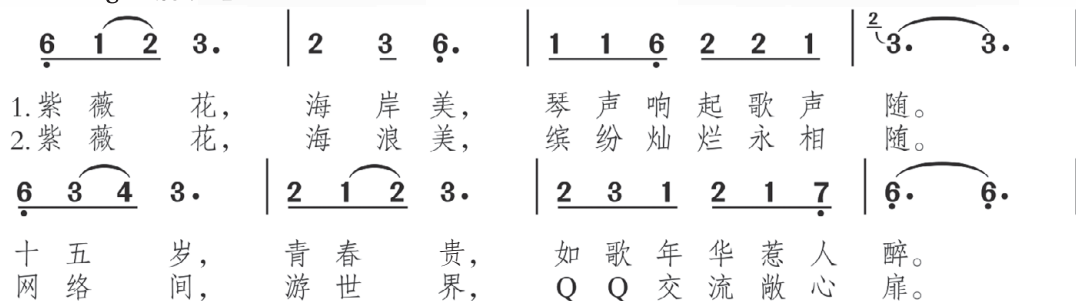 6 1 2 3. | 2 3 6. | 1 1 6 2 2 1 | 2 3. 3.
1.紫薇 花， 海 岸 美， 琴声响起歌声 随。
2.紫薇 花， 海 浪 美， 缤纷灿烂永相 随。
6 3 4 3. | 2 1 2 3. | 2 3 1 2 1 7 | 6. 6.
十五 岁， 青春 贵， 如歌年华惹人 醉。
网络 间， 游世 界， QQ交流敞心 扉。